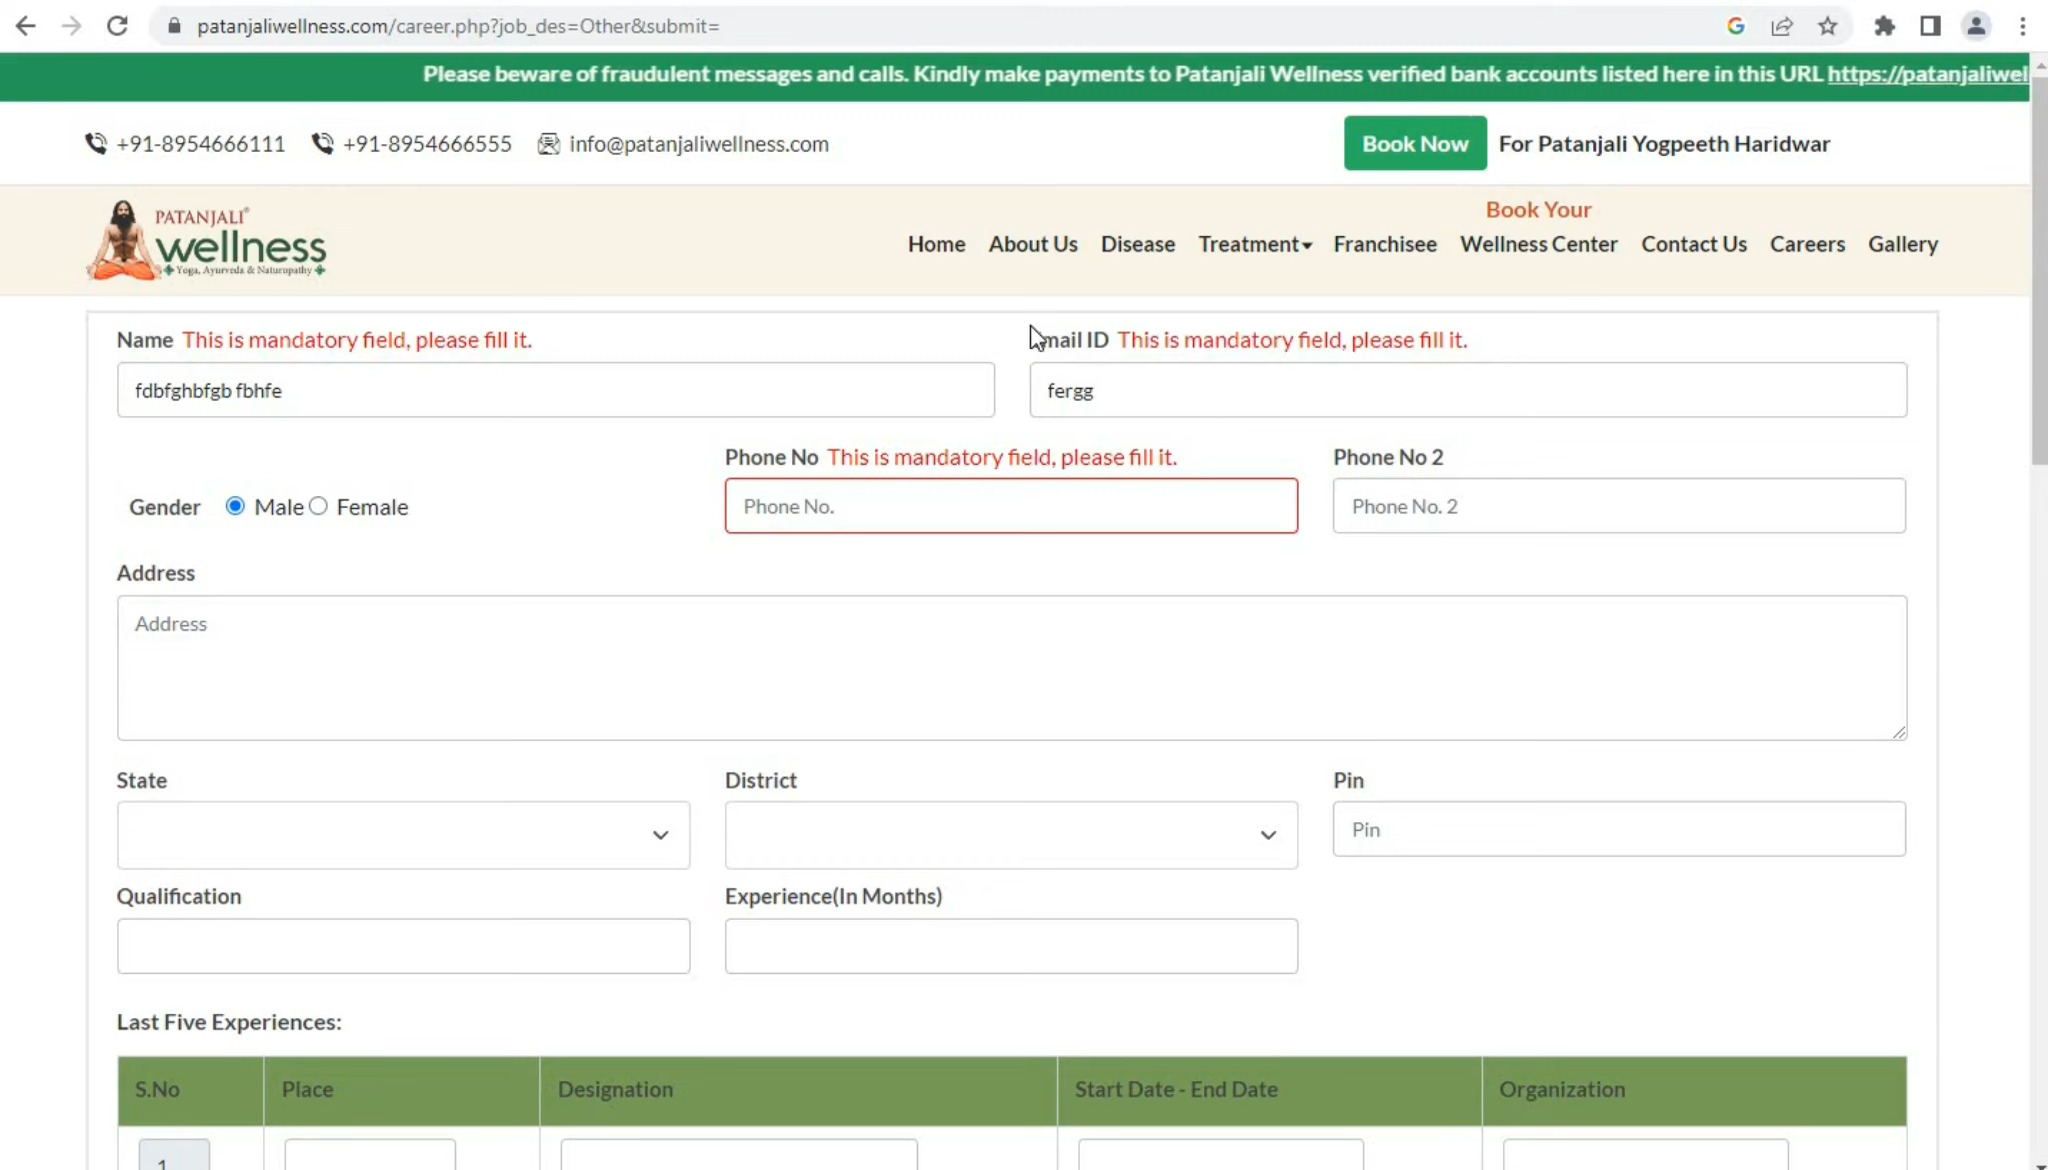 patanjaliwellness.com/career.php?job_des=Other&submit=
Please beware of fraudulent messages and calls. Kindly make payments to Patanjali Wellness verified bank accounts listed here in this URL https://patanjaliwel
+91-8954666111 +91-8954666555 info@patanjaliwellness.com Book Now For Patanjali Yogpeeth Haridwar
PATANJALI®
wellness
Yoga, Ayurveda & Naturopathy
Book Your
Home About Us Disease Treatment Franchisee Wellness Center Contact Us Careers Gallery
Name This is mandatory field, please fill it. mail ID This is mandatory field, please fill it.
fdbfghbfgb fbhfe fergg
Phone No This is mandatory field, please fill it. Phone No 2
Gender Male Female Phone No. Phone No. 2
Address
Address
State District Pin
Pin
Qualification Experience(In Months)
Last Five Experiences:
S.No Place Designation Start Date - End Date Organization
1